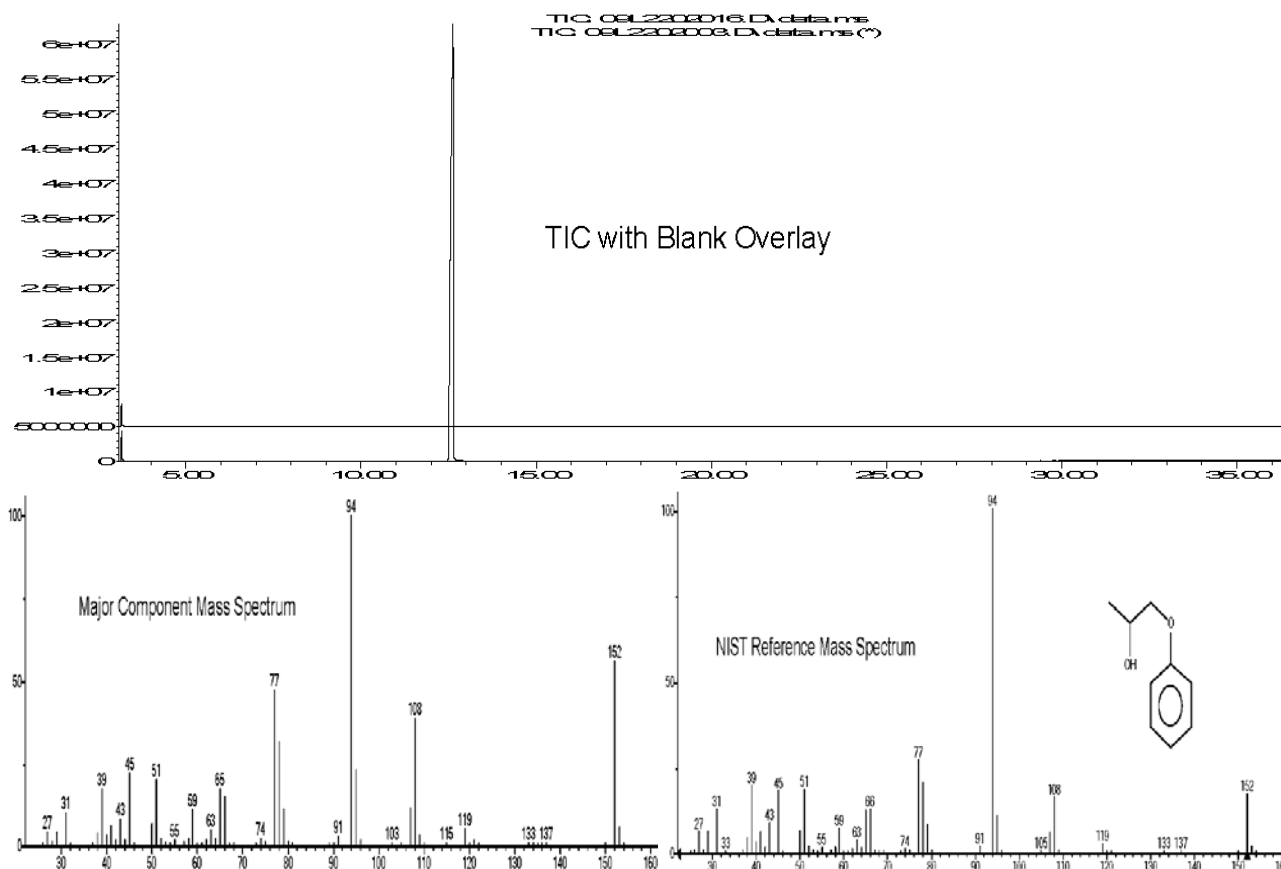 TIC: 09L2202016.D\data.ms
TIC: 09L2202003.D\data.ms (*)
6e+07
5.5e+07
5e+07
4.5e+07
4e+07
3.5e+07
3e+07
2.5e+07
2e+07
1.5e+07
1e+07
5000000
0
TIC with Blank Overlay
5.00 10.00 15.00 20.00 25.00 30.00 35.00
100
50
0
Major Component Mass Spectrum
27 31 39 43 45 51 55 59 63 65 74 77 91 94 103 108 115 119 133 137 152
30 40 50 60 70 80 90 100 110 120 130 140 150 160
100
50
0
NIST Reference Mass Spectrum
O
OH
27 31 33 39 43 45 51 55 59 63 66 74 77 91 94 105 108 119 133 137 152
30 40 50 60 70 80 90 100 110 120 130 140 150 160